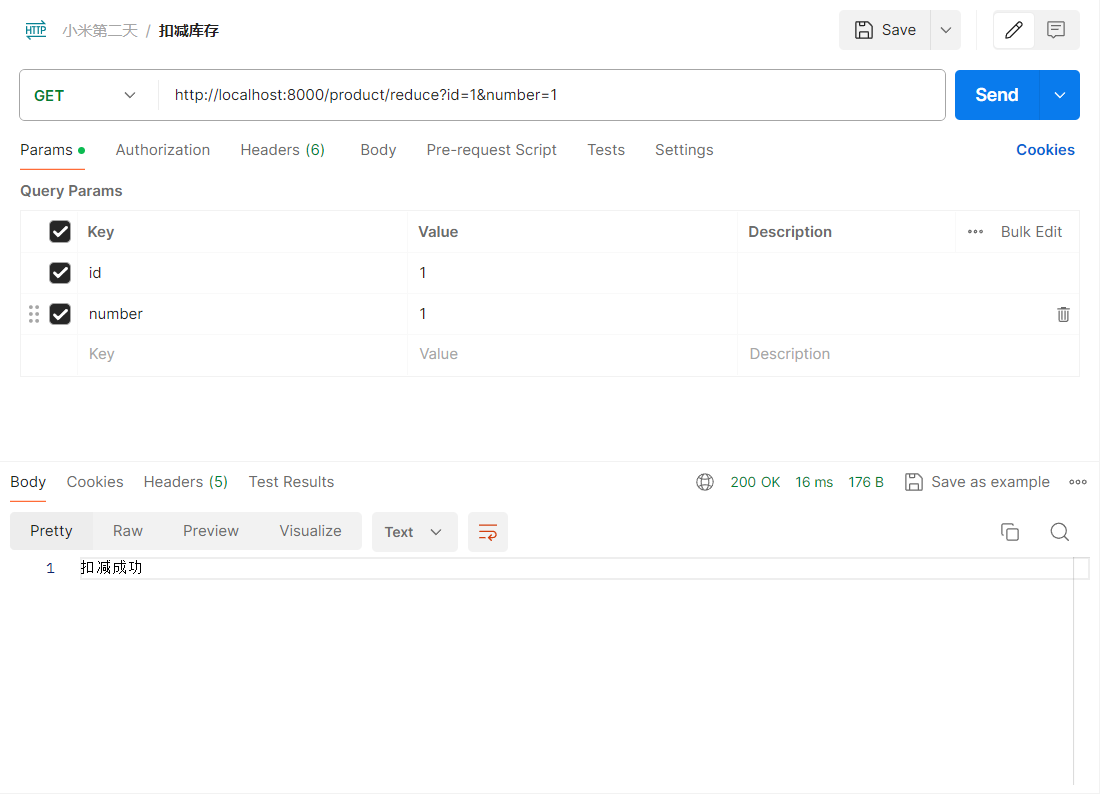 HTTP 小米第二天 / 扣减库存 Save
GET http://localhost:8000/product/reduce?id=1&number=1 Send
Params Authorization Headers (6) Body Pre-request Script Tests Settings Cookies
Query Params
Key Value Description Bulk Edit
id 1
number 1
Key Value Description
Body Cookies Headers (5) Test Results 200 OK 16 ms 176 B Save as example
Pretty Raw Preview Visualize Text
1 扣减成功